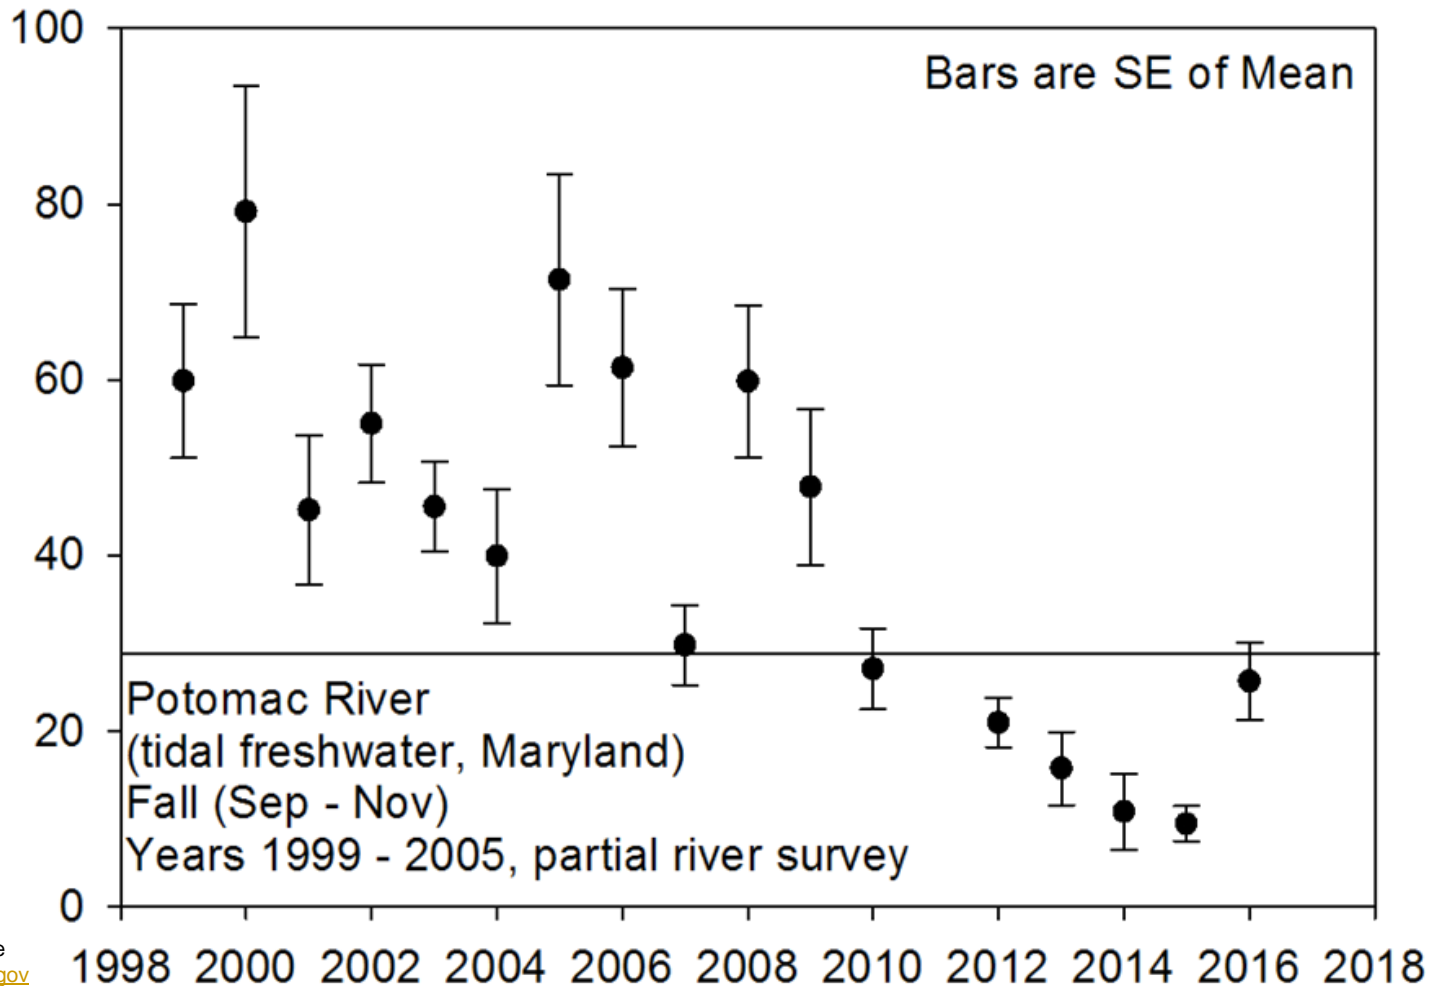 100
Bars are SE of Mean
80
60
40
20
0
Potomac River
(tidal freshwater, Maryland)
Fall (Sep - Nov)
Years 1999 - 2005, partial river survey
e
gov
1998 2000 2002 2004 2006 2008 2010 2012 2014 2016 2018